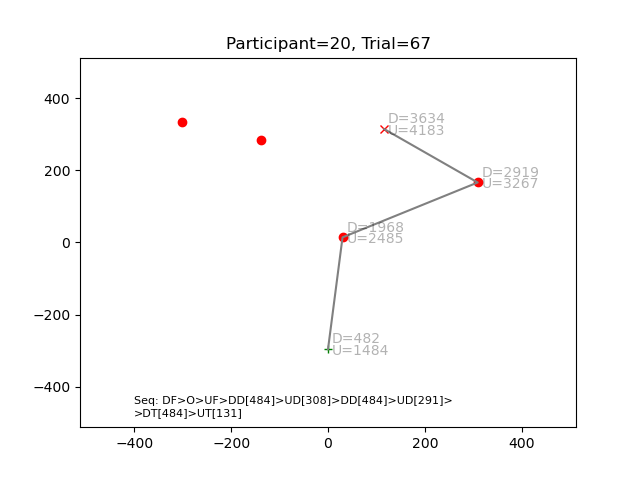 Participant=20, Trial=67
400
200
0
−200
−400
D=3634
U=4183
D=2919
U=3267
D=1968
U=2485
D=482
U=1484
Seq: DF>O>UF>DD[484]>UD[308]>DD[484]>UD[291]>
>DT[484]>UT[131]
−400
−200
0
200
400